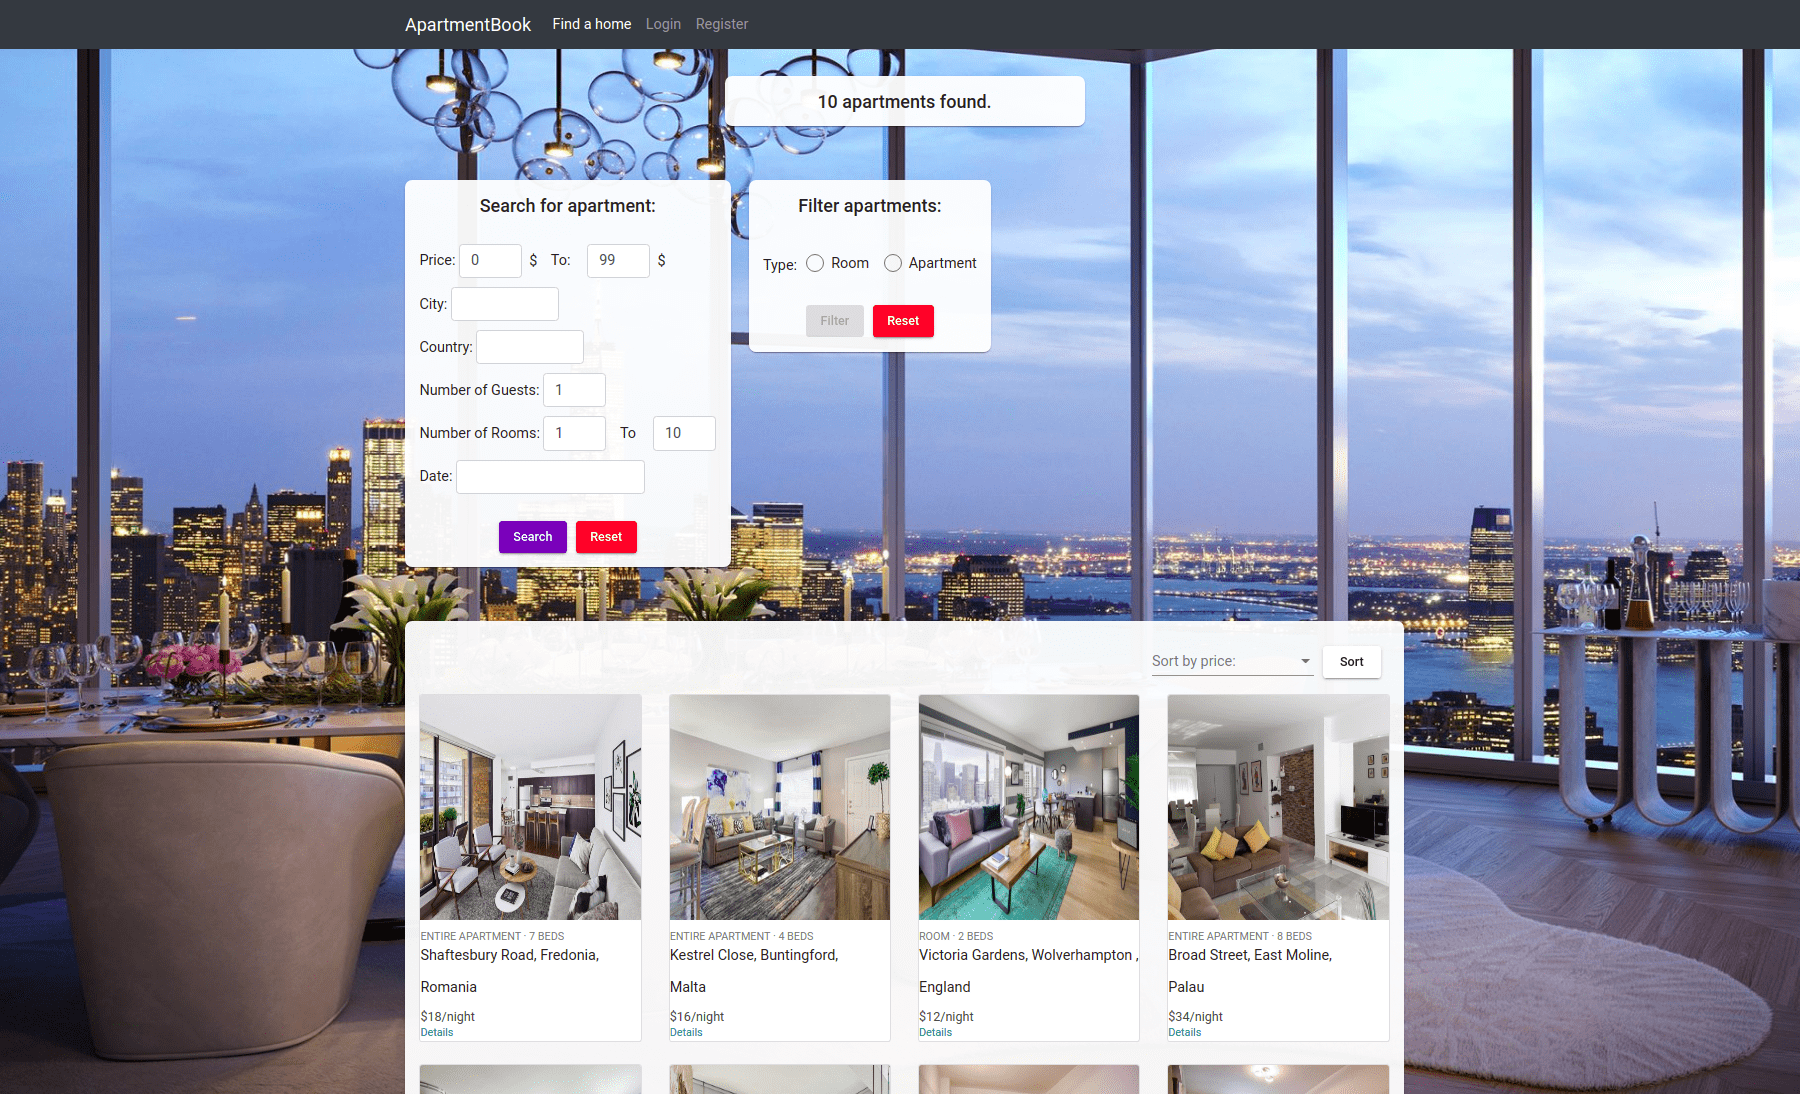 ApartmentBook Find a home Login Register
10 apartments found.
Search for apartment:
Price: 0 $ To: 99 $
City:
Country:
Number of Guests: 1
Number of Rooms: 1 To 10
Date:
Search Reset
Filter apartments:
Type: Room Apartment
Filter Reset
Sort by price: Sort
ENTIRE APARTMENT · 7 BEDS
Shaftesbury Road, Fredonia,
Romania
$18/night
Details
ENTIRE APARTMENT · 4 BEDS
Kestrel Close, Buntingford,
Malta
$16/night
Details
ROOM · 2 BEDS
Victoria Gardens, Wolverhampton ,
England
$12/night
Details
ENTIRE APARTMENT · 8 BEDS
Broad Street, East Moline,
Palau
$34/night
Details